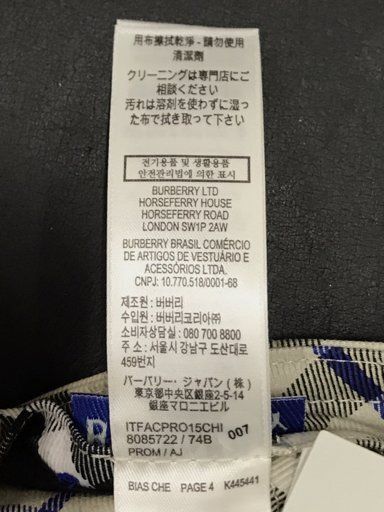 用布擦拭乾淨 - 請勿使用
清潔劑
クリーニングは専門店にご
相談ください
汚れは溶剤を使わずに湿っ
た布で拭き取って下さい
전기용품 및 생활용품
안전관리법에 의한 표시
BURBERRY LTD
HORSEFERRY HOUSE
HORSEFERRY ROAD
LONDON SW1P 2AW
BURBERRY BRASIL COMÉRCIO
DE ARTIGOS DE VESTUÁRIO E
ACESSÓRIOS LTDA.
CNPJ: 10.770.518/0001-68
제조원 : 버버리
수입원 : 버버리코리아㈜
소비자상담실 : 080 700 8800
주 소 : 서울시 강남구 도산대로
459번지
バーバリー・ジャパン (株)
東京都中央区銀座2-5-14
銀座マロニエビル
ITFACPRO15CHI
8085722 / 74B 007
PROM / AJ
BIAS CHE PAGE 4 K445441